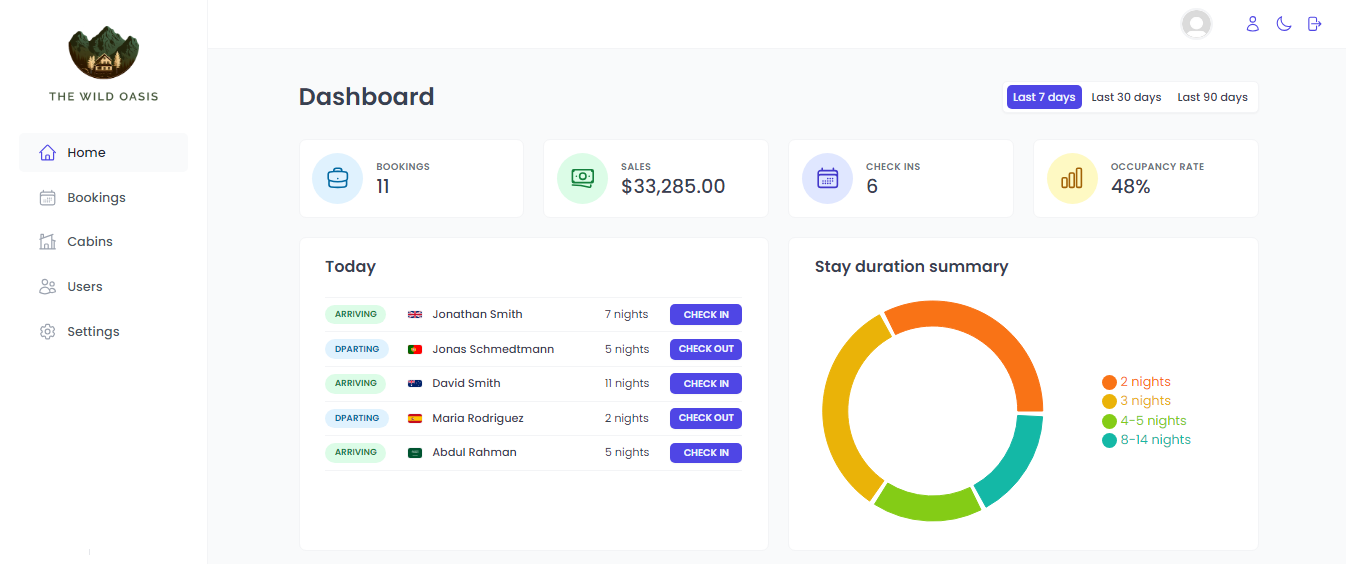 THE WILD OASIS
Home
Bookings
Cabins
Users
Settings
Dashboard
Last 7 days Last 30 days Last 90 days
BOOKINGS
11
SALES
$33,285.00
CHECK INS
6
OCCUPANCY RATE
48%
Today
ARRIVING Jonathan Smith 7 nights CHECK IN
DPARTING Jonas Schmedtmann 5 nights CHECK OUT
ARRIVING David Smith 11 nights CHECK IN
DPARTING Maria Rodriguez 2 nights CHECK OUT
ARRIVING Abdul Rahman 5 nights CHECK IN
Stay duration summary
2 nights
3 nights
4-5 nights
8-14 nights